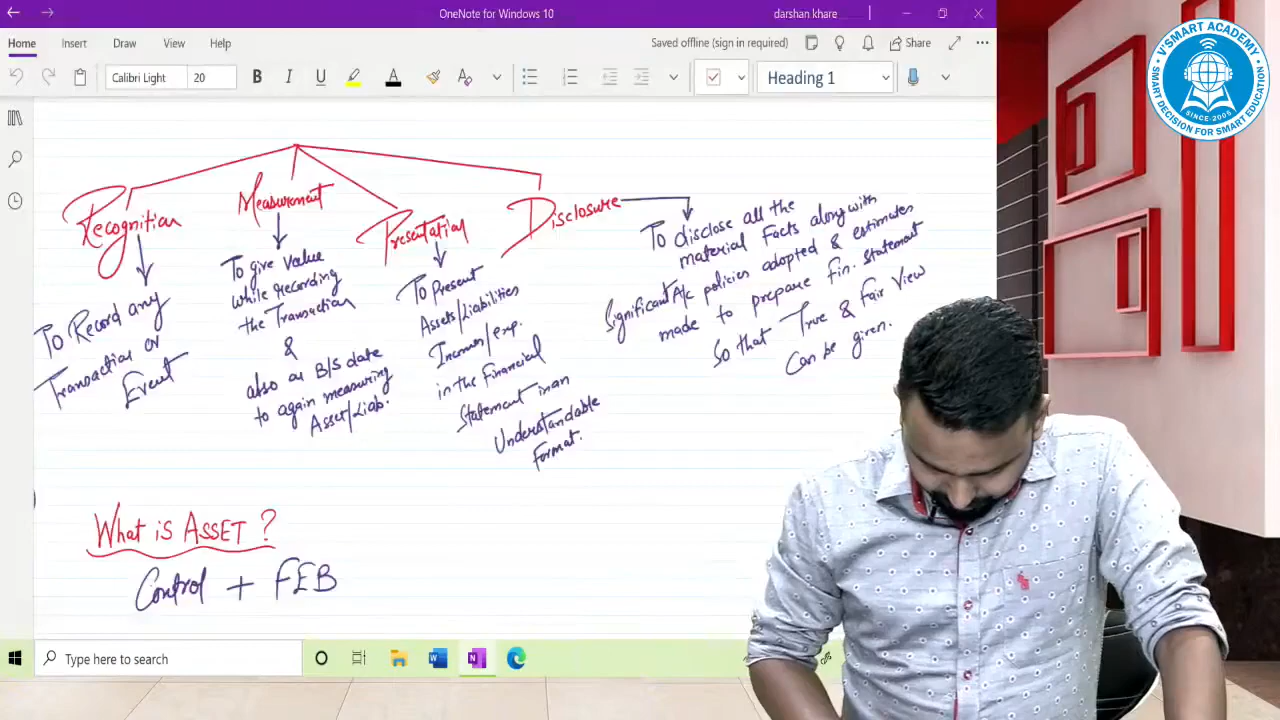 OneNote for Windows 10
darshan khare
Home
Insert
Draw
View
Help
Saved offline (sign in required)
Share
Calibri Light
20
B
I
U
A
Heading 1
V'SMART ACADEMY
SINCE-2005
SMART DECISION FOR SMART EDUCATION
Recognition
To Record any
Transaction or
Event
Measurement
To give value
while recording
the Transaction
&
also as B/S date
to again measuring
Asset/Liab.
Presentation
To Present
Assets/Liabilities
Incomes/exp.
in the Financial
Statement in an
Understandable
format.
Disclosure
To disclose all the
material Facts along with
Significant A/c policies adopted & estimates
made to prepare fin. statement
So that True & Fair View
Can be given.
What is ASSET ?
Control + FEB
Type here to search